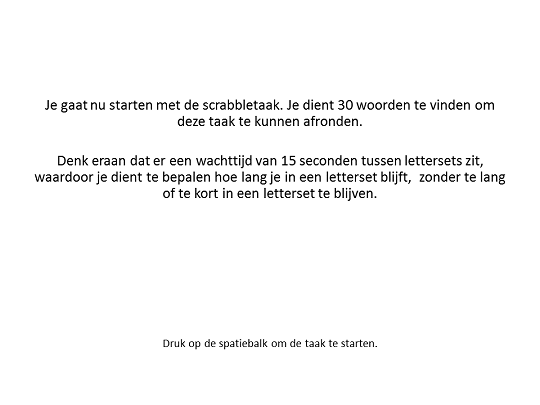 Je gaat nu starten met de scrabbletaak. Je dient 30 woorden te vinden om
deze taak te kunnen afronden.
Denk eraan dat er een wachttijd van 15 seconden tussen lettersets zit,
waardoor je dient te bepalen hoe lang je in een letterset blijft, zonder te lang
of te kort in een letterset te blijven.
Druk op de spatiebalk om de taak te starten.